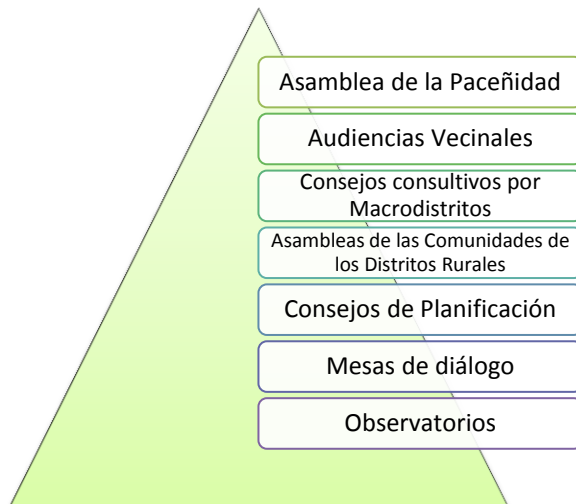 Asamblea de la Paceñidad
Audiencias Vecinales
Consejos consultivos por
Macrodistritos
Asambleas de las Comunidades de
los Distritos Rurales
Consejos de Planificación
Mesas de diálogo
Observatorios